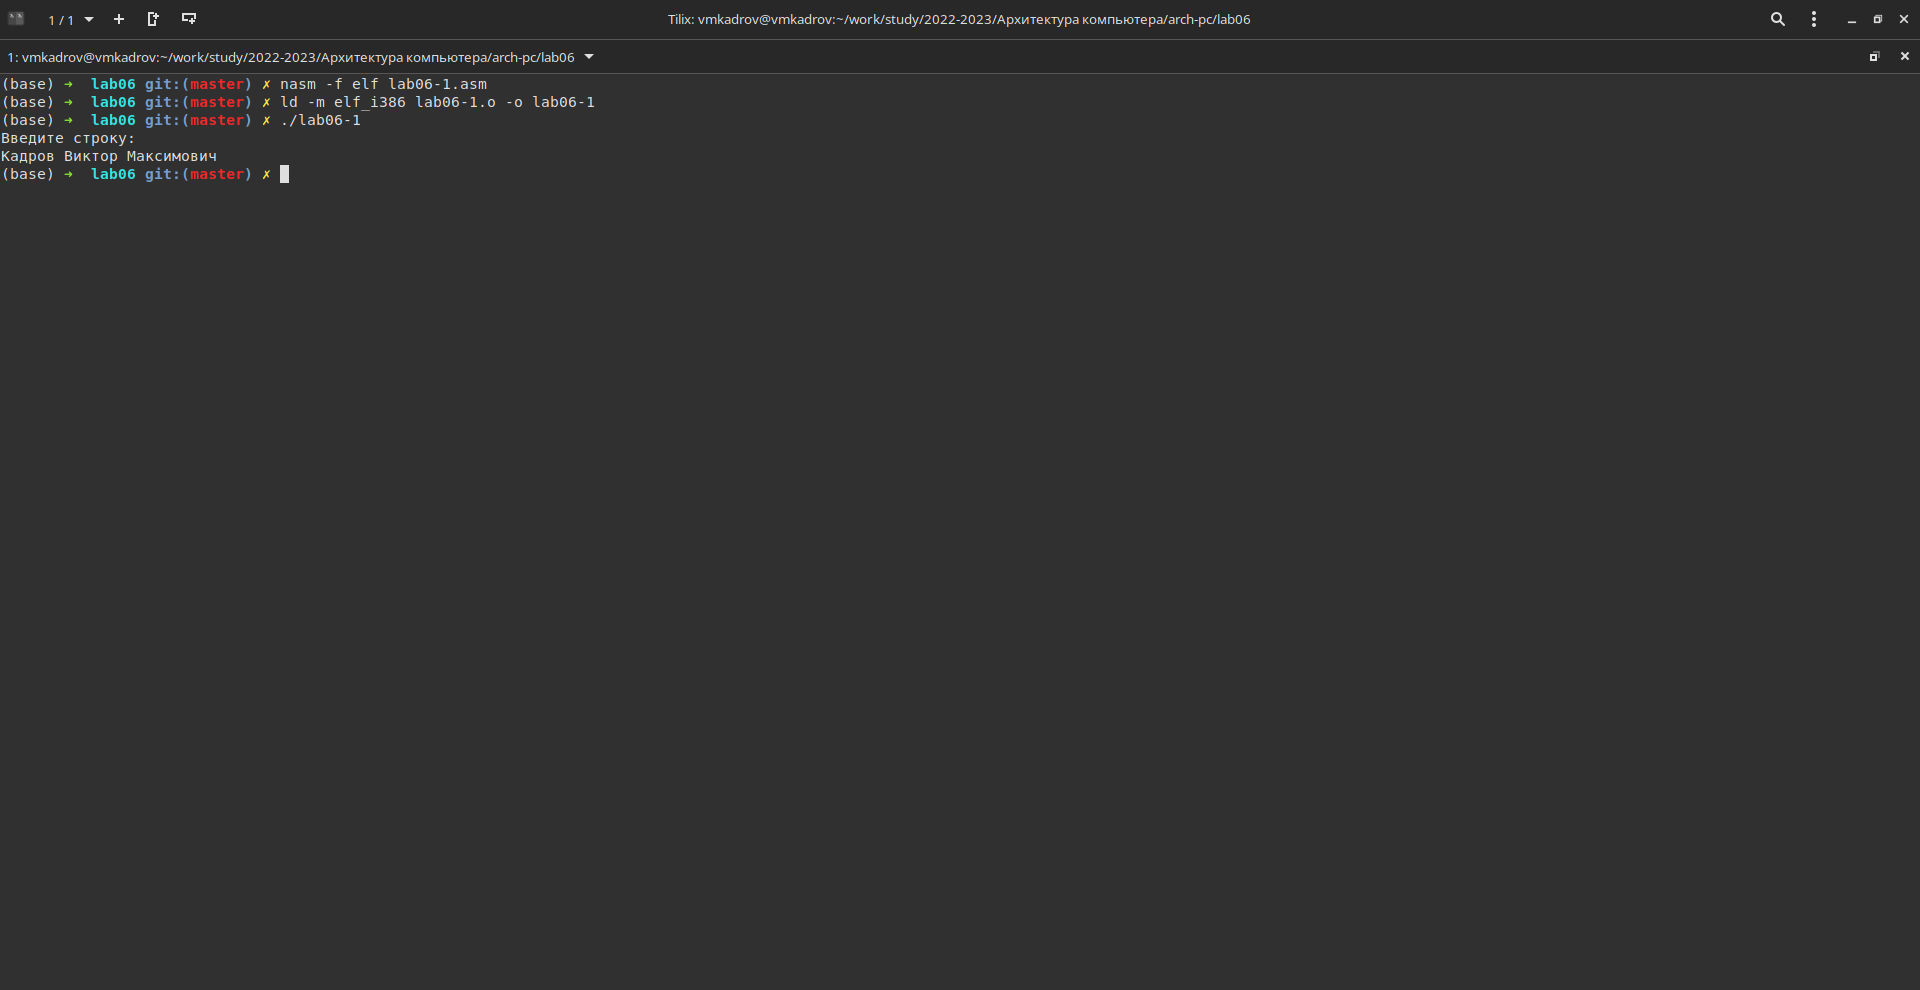 1 / 1
Tilix: vmkadrov@vmkadrov:~/work/study/2022-2023/Архитектура компьютера/arch-pc/lab06
1: vmkadrov@vmkadrov:~/work/study/2022-2023/Архитектура компьютера/arch-pc/lab06
(base) ➜  lab06 git:(master) ✗ nasm -f elf lab06-1.asm
(base) ➜  lab06 git:(master) ✗ ld -m elf_i386 lab06-1.o -o lab06-1
(base) ➜  lab06 git:(master) ✗ ./lab06-1
Введите строку:
Кадров Виктор Максимович
(base) ➜  lab06 git:(master) ✗